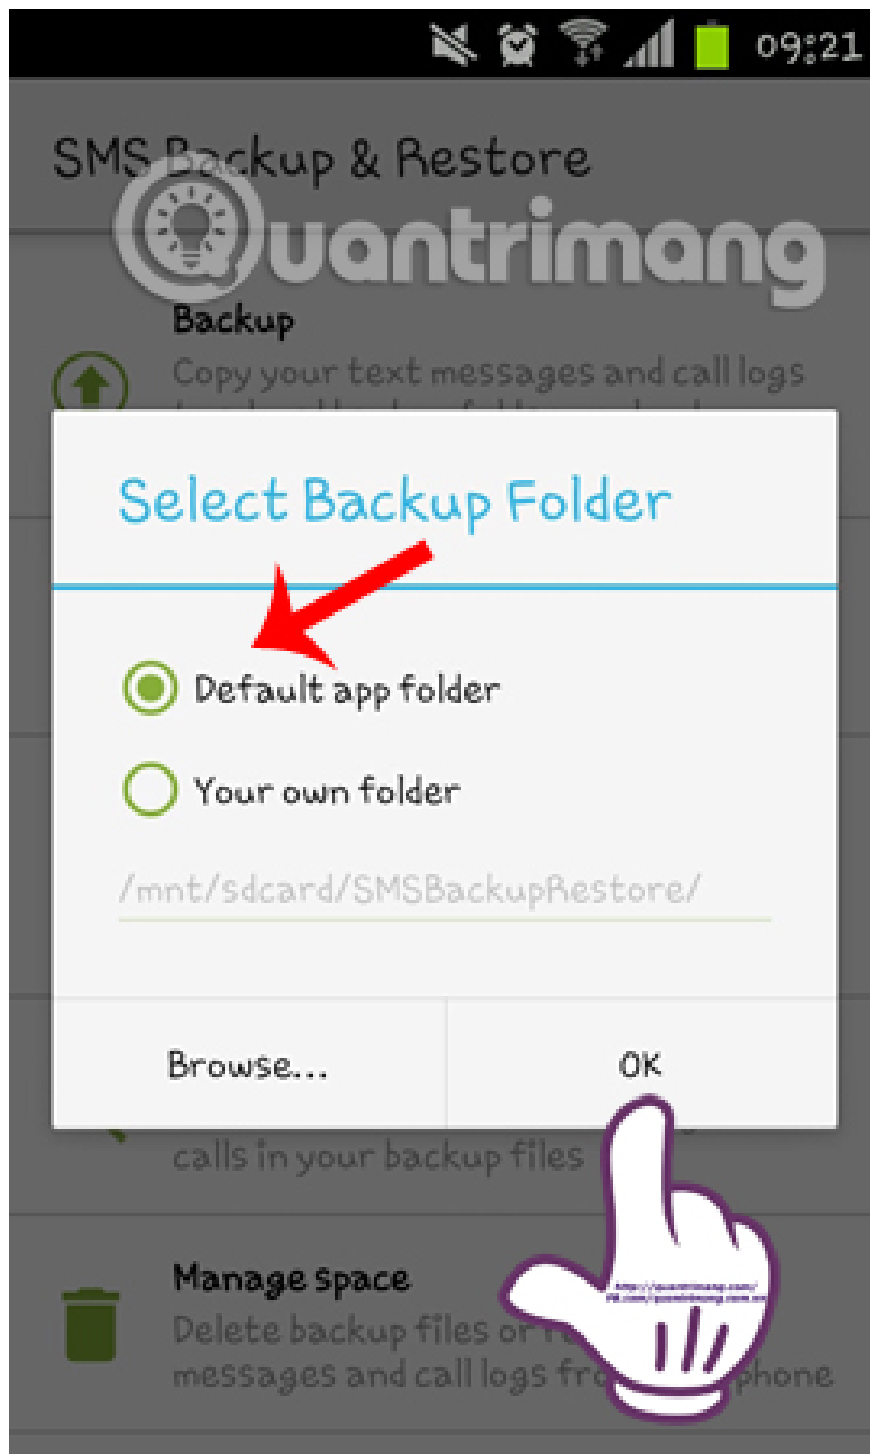 09:21
SMS Backup & Restore
Quantrimang
Backup
Copy your text messages and call logs
Select Backup Folder
Default app folder
Your own folder
/mnt/sdcard/SMSBackupRestore/
Browse... OK
calls in your backup files
Manage space
Delete backup files or
messages and call logs phone